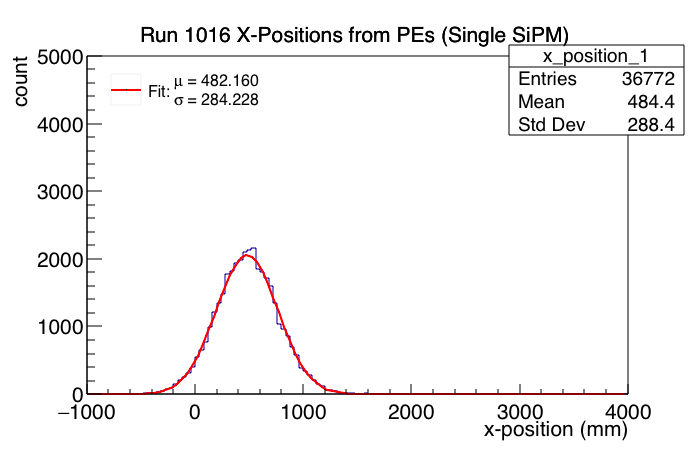 Run 1016 X-Positions from PEs (Single SiPM)
x_position_1
Entries 36772
Mean 484.4
Std Dev 288.4
Fit: μ = 482.160
σ = 284.228
count
5000
4000
3000
2000
1000
0
−1000 0 1000 2000 3000 4000
x-position (mm)